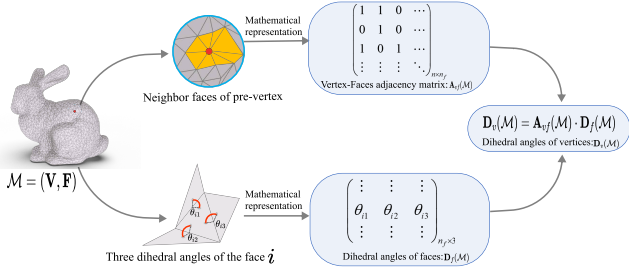 Mathematical
representation
1 1 0 ⋯
0 1 0 ⋯
1 0 1 ⋯
⋮ ⋮ ⋮ ⋱
n×n_f
Neighbor faces of pre-vertex
Vertex-Faces adjacency matrix:A_vf(M)
D_v(M) = A_vf(M) · D_f(M)
Dihedral angles of vertices:D_v(M)
M = (V, F)
θ_i1
θ_i3
θ_i2
Mathematical
representation
⋮ ⋮ ⋮
θ_i1 θ_i2 θ_i3
⋮ ⋮ ⋮
n_f×3
Three dihedral angles of the face i
Dihedral angles of faces:D_f(M)